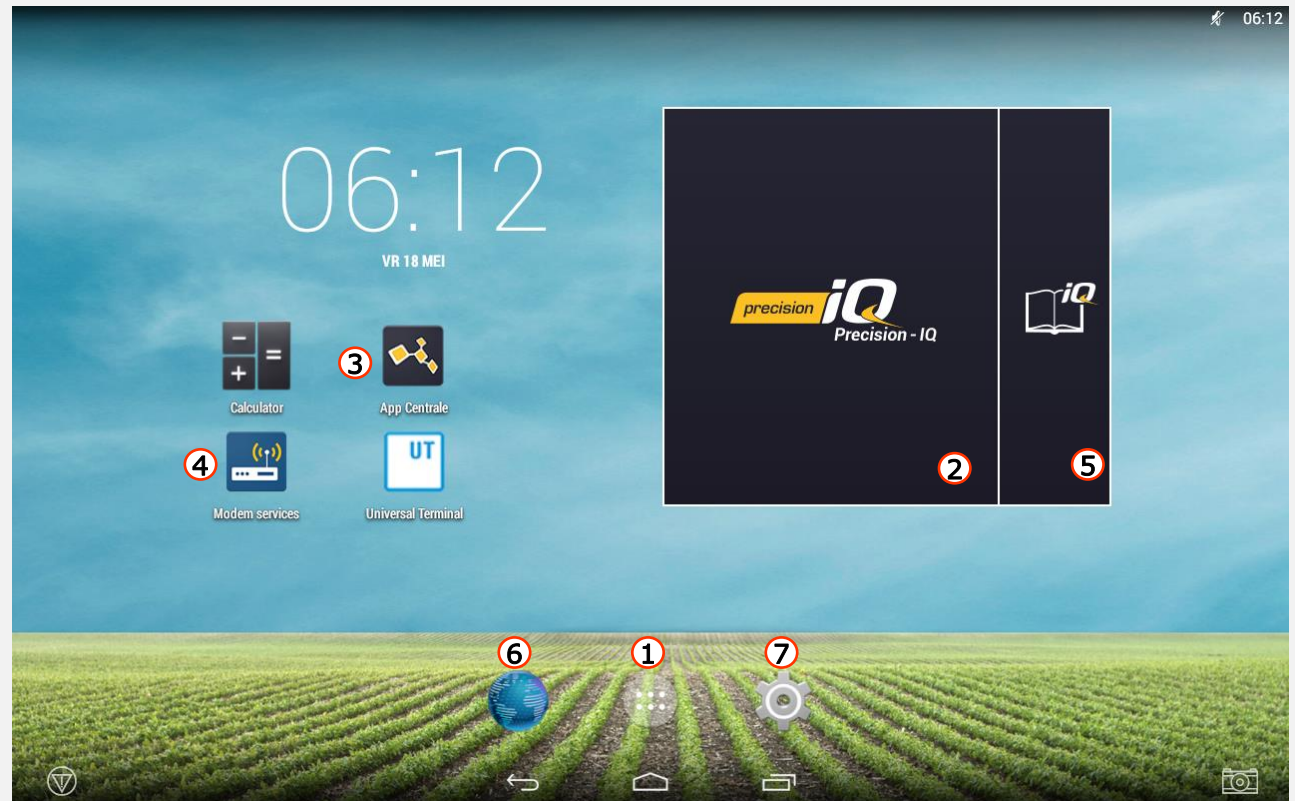 06:12
06:12
VR 18 MEI
precision iQ
Precision - IQ
iQ
3
Calculator
App Centrale
4
UT
2
5
Modem services
Universal Terminal
6
1
7